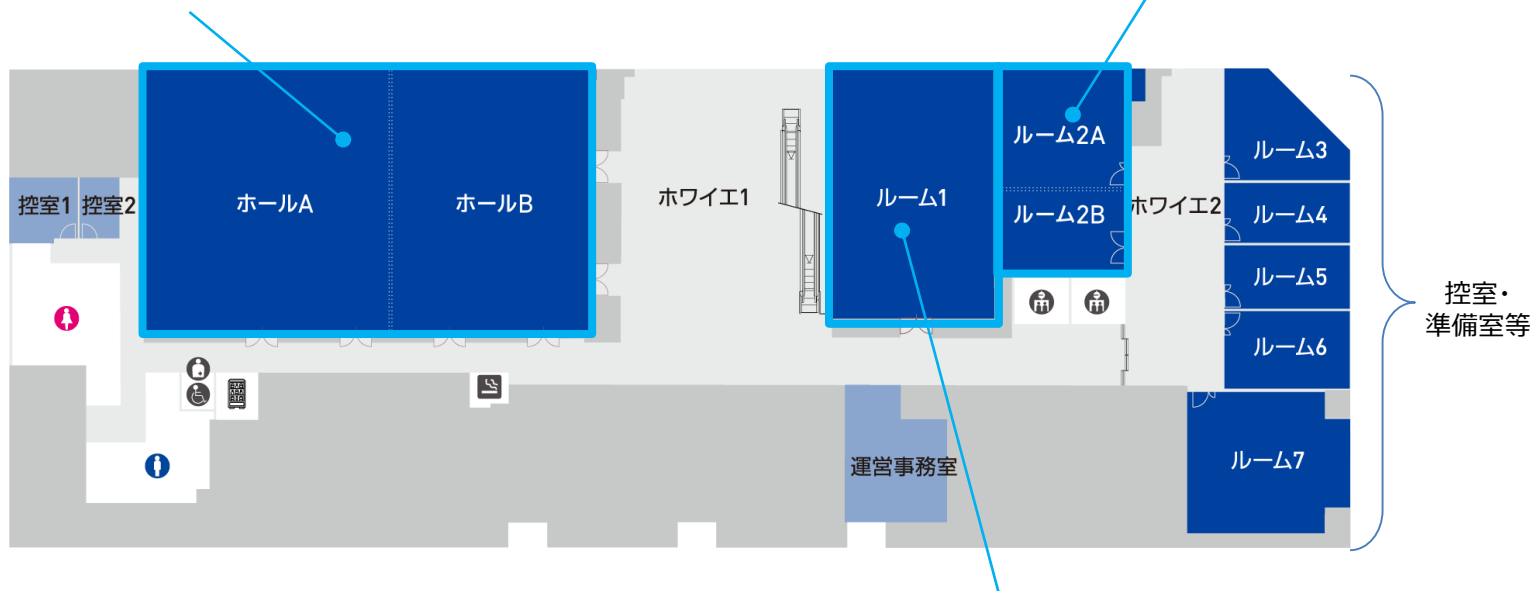 控室1
控室2
ホールA
ホールB
ホワイエ1
ルーム1
ルーム2A
ルーム2B
ホワイエ2
ルーム3
ルーム4
ルーム5
ルーム6
ルーム7
運営事務室
控室・
準備室等